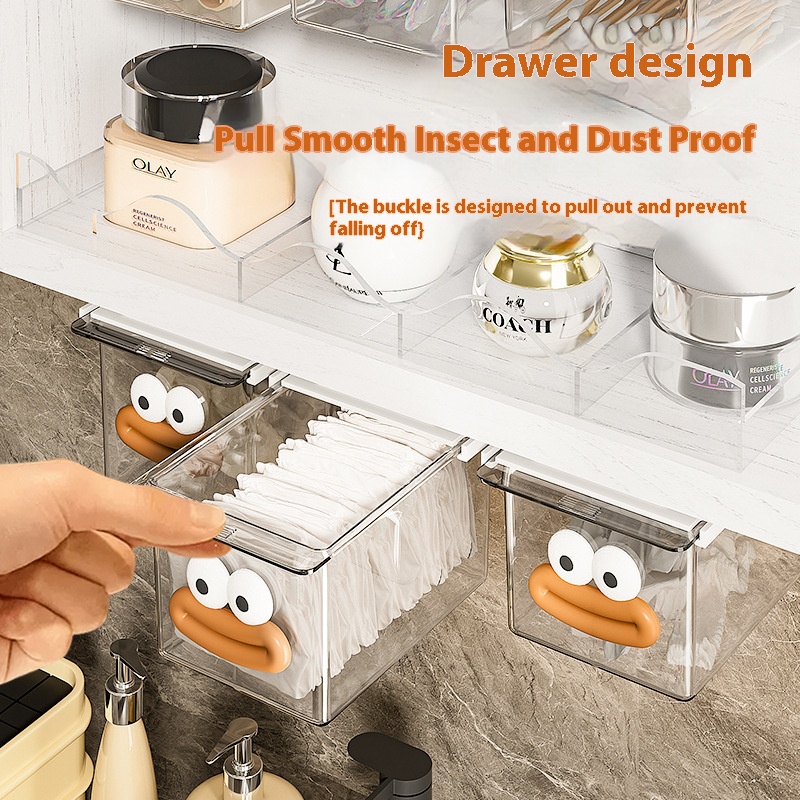 Drawer design
Pull Smooth Insect and Dust Proof
[The buckle is designed to pull out and prevent
falling off}
OLAY
REGENERIST
CELLSCIENCE
CREAM
COACH
NEW YORK
OLAY
REGENERIST
CELLSCIENCE
CREAM